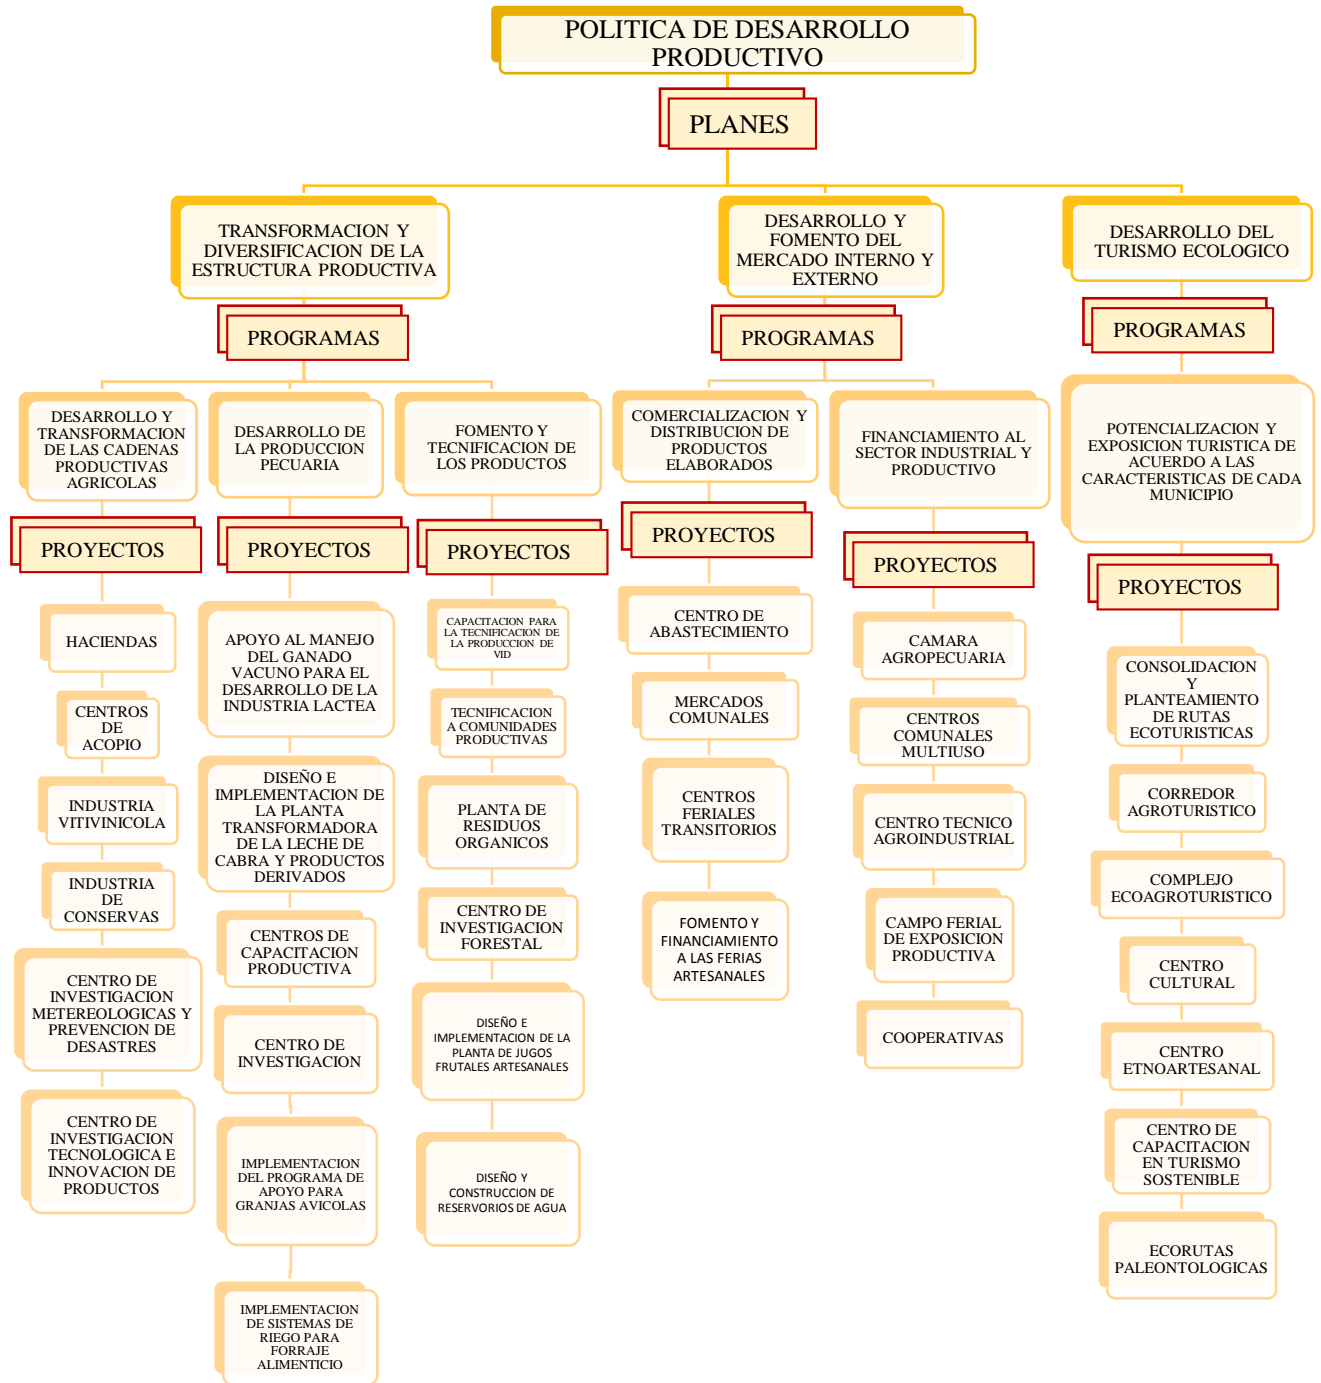 POLITICA DE DESARROLLO
PRODUCTIVO
PLANES
TRANSFORMACION Y
DIVERSIFICACION DE LA
ESTRUCTURA PRODUCTIVA
PROGRAMAS
DESARROLLO Y
TRANSFORMACION
DE LAS CADENAS
PRODUCTIVAS
AGRICOLAS
PROYECTOS
HACIENDAS
CENTROS
DE
ACOPIO
INDUSTRIA
VITIVINICOLA
INDUSTRIA
DE
CONSERVAS
CENTRO DE
INVESTIGACION
METEREOLOGICAS Y
PREVENCION DE
DESASTRES
CENTRO DE
INVESTIGACION
TECNOLOGICA E
INNOVACION DE
PRODUCTOS
DESARROLLO DE
LA PRODUCCION
PECUARIA
PROYECTOS
APOYO AL MANEJO
DEL GANADO
VACUNO PARA EL
DESARROLLO DE LA
INDUSTRIA LACTEA
DISEÑO E
IMPLEMENTACION DE
LA PLANTA
TRANSFORMADORA
DE LA LECHE DE
CABRA Y PRODUCTOS
DERIVADOS
CENTROS DE
CAPACITACION
PRODUCTIVA
CENTRO DE
INVESTIGACION
IMPLEMENTACION
DEL PROGRAMA DE
APOYO PARA
GRANJAS AVICOLAS
IMPLEMENTACION
DE SISTEMAS DE
RIEGO PARA
FORRAJE
ALIMENTICIO
FOMENTO Y
TECNIFICACION DE
LOS PRODUCTOS
PROYECTOS
CAPACITACION PARA
LA TECNIFICACION DE
LA PRODUCCION DE
VID
TECNIFICACION
A COMUNIDADES
PRODUCTIVAS
PLANTA DE
RESIDUOS
ORGANICOS
CENTRO DE
INVESTIGACION
FORESTAL
DISEÑO E
IMPLEMENTACION DE LA
PLANTA DE JUGOS
FRUTALES ARTESANALES
DISEÑO Y
CONSTRUCCION DE
RESERVORIOS DE AGUA
DESARROLLO Y
FOMENTO DEL
MERCADO INTERNO Y
EXTERNO
PROGRAMAS
COMERCIALIZACION Y
DISTRIBUCION DE
PRODUCTOS
ELABORADOS
PROYECTOS
CENTRO DE
ABASTECIMIENTO
MERCADOS
COMUNALES
CENTROS
FERIALES
TRANSITORIOS
FOMENTO Y
FINANCIAMIENTO
A LAS FERIAS
ARTESANALES
FINANCIAMIENTO AL
SECTOR INDUSTRIAL Y
PRODUCTIVO
PROYECTOS
CAMARA
AGROPECUARIA
CENTROS
COMUNALES
MULTIUSO
CENTRO TECNICO
AGROINDUSTRIAL
CAMPO FERIAL
DE EXPOSICION
PRODUCTIVA
COOPERATIVAS
DESARROLLO DEL
TURISMO ECOLOGICO
PROGRAMAS
POTENCIALIZACION Y
EXPOSICION TURISTICA DE
ACUERDO A LAS
CARACTERISTICAS DE CADA
MUNICIPIO
PROYECTOS
CONSOLIDACION
Y
PLANTEAMIENTO
DE RUTAS
ECOTURISTICAS
CORREDOR
AGROTURISTICO
COMPLEJO
ECOAGROTURISTICO
CENTRO
CULTURAL
CENTRO
ETNOARTESANAL
CENTRO DE
CAPACITACION
EN TURISMO
SOSTENIBLE
ECORUTAS
PALEONTOLOGICAS